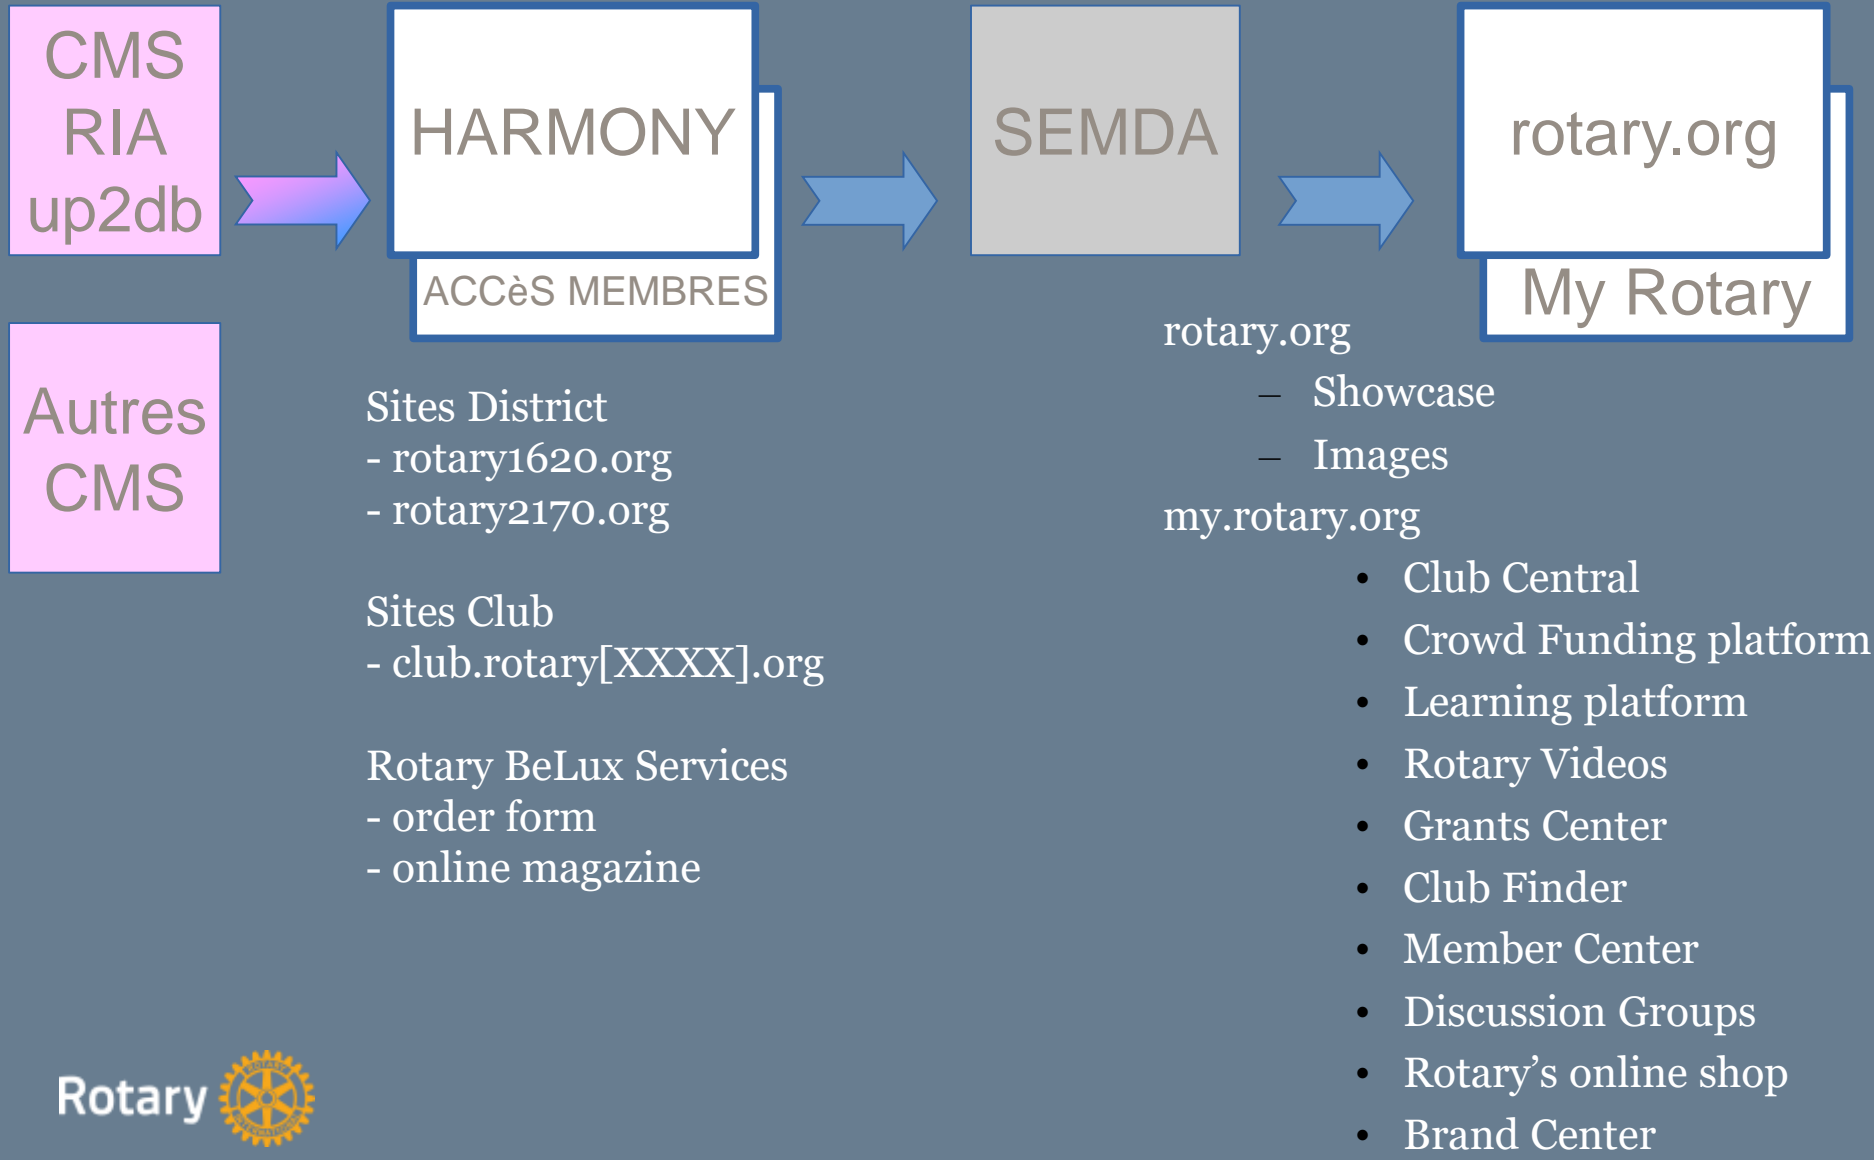 CMS
RIA
up2db
HARMONY
ACCèS MEMBRES
SEMDA
rotary.org
My Rotary
Autres
CMS
Sites District
- rotary1620.org
- rotary2170.org
Sites Club
- club.rotary[XXXX].org
Rotary BeLux Services
- order form
- online magazine
rotary.org
– Showcase
– Images
my.rotary.org
• Club Central
• Crowd Funding platform
• Learning platform
• Rotary Videos
• Grants Center
• Club Finder
• Member Center
• Discussion Groups
• Rotary’s online shop
• Brand Center
Rotary
ROTARY
INTERNATIONAL